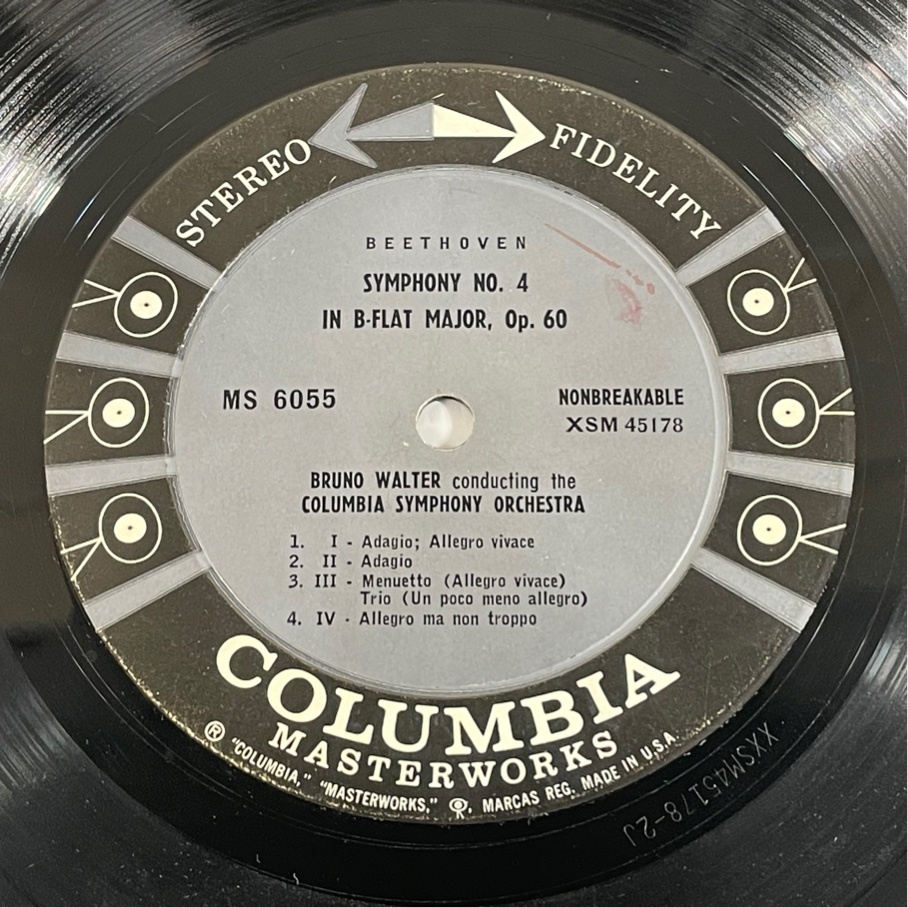 STEREO FIDELITY
BEETHOVEN
SYMPHONY NO. 4
IN B-FLAT MAJOR, Op. 60
MS 6055
NONBREAKABLE
XSM 45178
BRUNO WALTER conducting the
COLUMBIA SYMPHONY ORCHESTRA
1. I - Adagio; Allegro vivace
2. II - Adagio
3. III - Menuetto (Allegro vivace)
Trio (Un poco meno allegro)
4. IV - Allegro ma non troppo
COLUMBIA
MASTERWORKS
® "COLUMBIA," "MASTERWORKS," , MARCAS REG. MADE IN U.S.A.
XXSM45178-2J